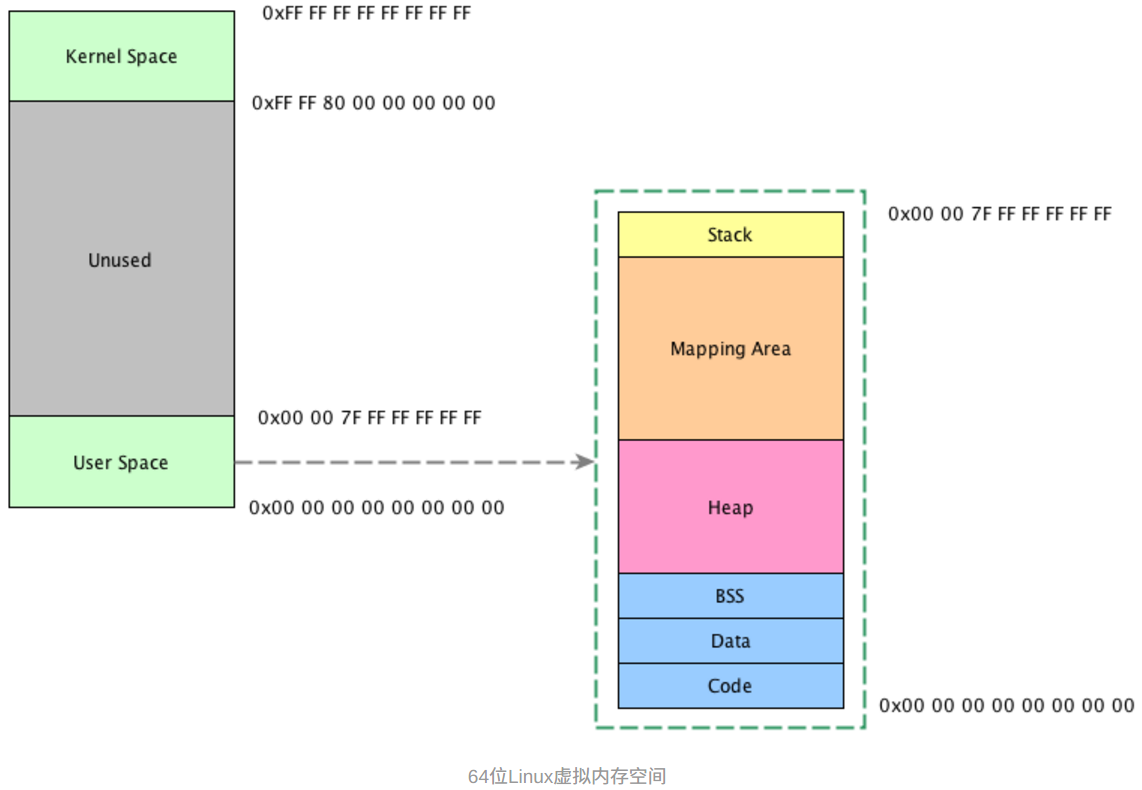 0xFF FF FF FF FF FF FF FF
Kernel Space
0xFF FF 80 00 00 00 00 00
Unused
0x00 00 7F FF FF FF FF FF
User Space
0x00 00 00 00 00 00 00 00
0x00 00 7F FF FF FF FF FF
Stack
Mapping Area
Heap
BSS
Data
Code
0x00 00 00 00 00 00 00 00
64位Linux虚拟内存空间